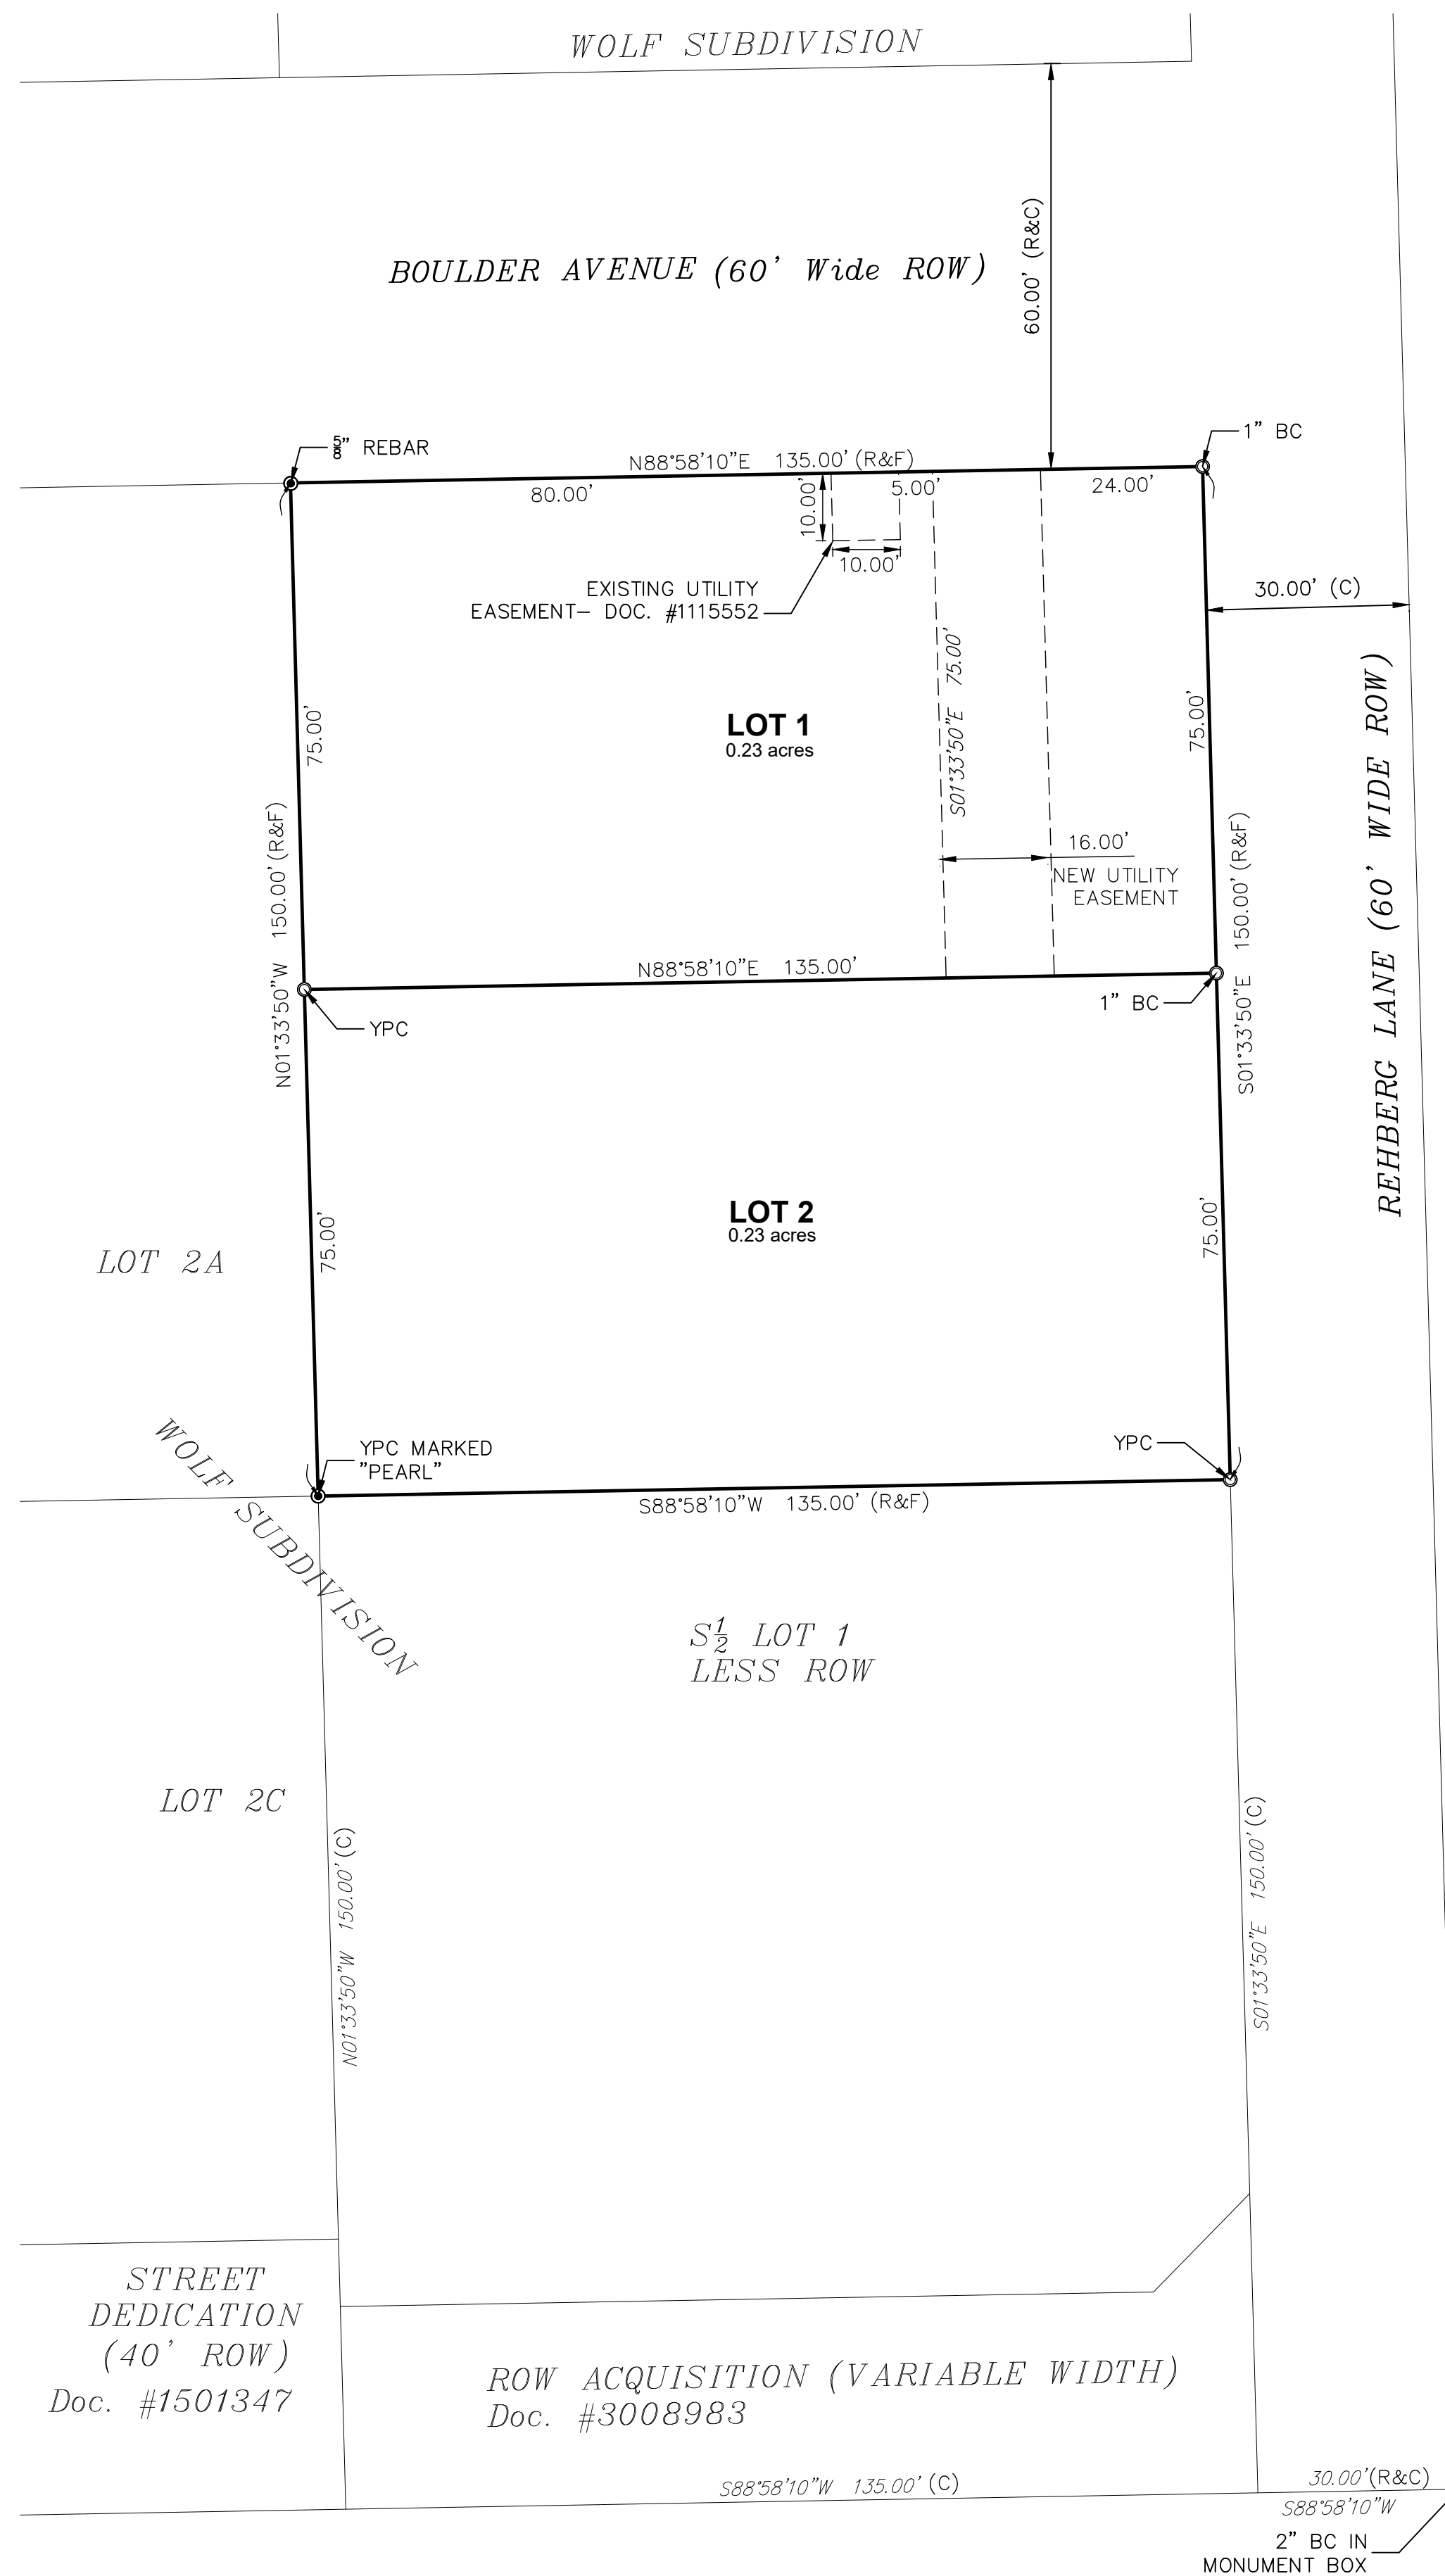 WOLF SUBDIVISION
60.00' (R&C)
BOULDER AVENUE (60' Wide ROW)
5/8" REBAR
1" BC
N88°58'10"E 135.00' (R&F)
80.00'
10.00'
5.00'
24.00'
10.00'
EXISTING UTILITY
EASEMENT- DOC. #1115552
30.00' (C)
S01°33'50"E 75.00'
75.00'
LOT 1
0.23 acres
75.00'
REHBERG LANE (60' WIDE ROW)
16.00'
NEW UTILITY
EASEMENT
N01°33'50"W 150.00' (R&F)
S01°33'50"E 150.00' (R&F)
N88°58'10"E 135.00'
1" BC
YPC
LOT 2
0.23 acres
75.00'
75.00'
LOT 2A
YPC MARKED
"PEARL"
YPC
S88°58'10"W 135.00' (R&F)
WOLF SUBDIVISION
S½ LOT 1
LESS ROW
LOT 2C
N01°33'50"W 150.00' (C)
S01°33'50"E 150.00' (C)
STREET
DEDICATION
(40' ROW)
Doc. #1501347
ROW ACQUISITION (VARIABLE WIDTH)
Doc. #3008983
S88°58'10"W 135.00' (C)
30.00'(R&C)
S88°58'10"W
2" BC IN
MONUMENT BOX